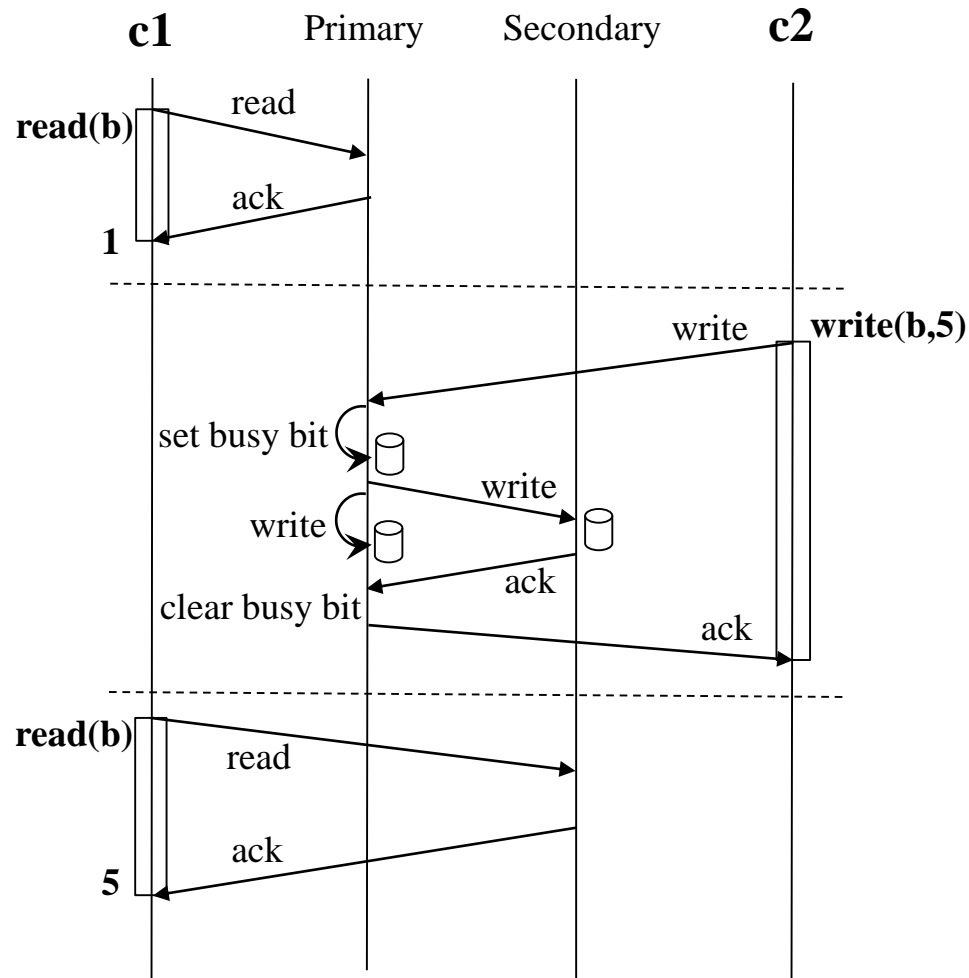 c1 Primary Secondary c2
read
read(b)
ack
1
write write(b,5)
set busy bit
write
write
ack
clear busy bit
ack
read(b)
read
ack
5